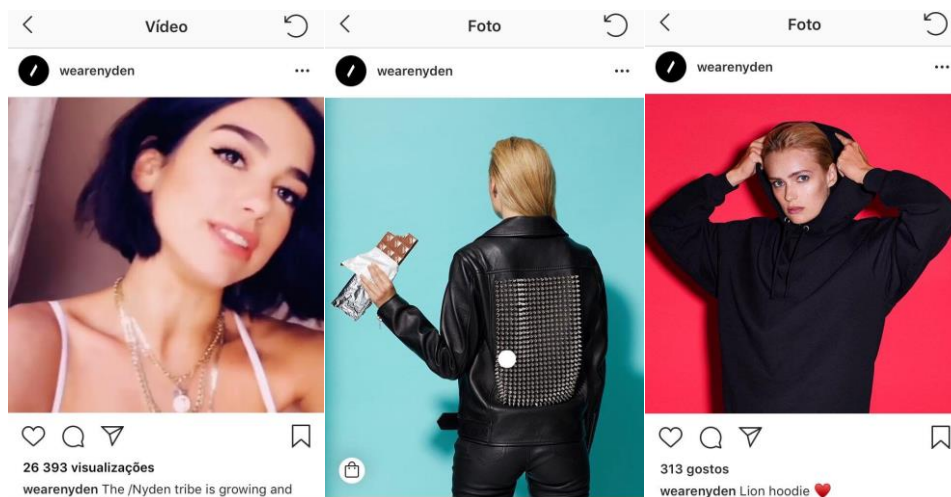 Vídeo
wearenyden
26 393 visualizações
wearenyden The /Nyden tribe is growing and
Foto
wearenyden
Foto
wearenyden
313 gostos
wearenyden Lion hoodie ❤️